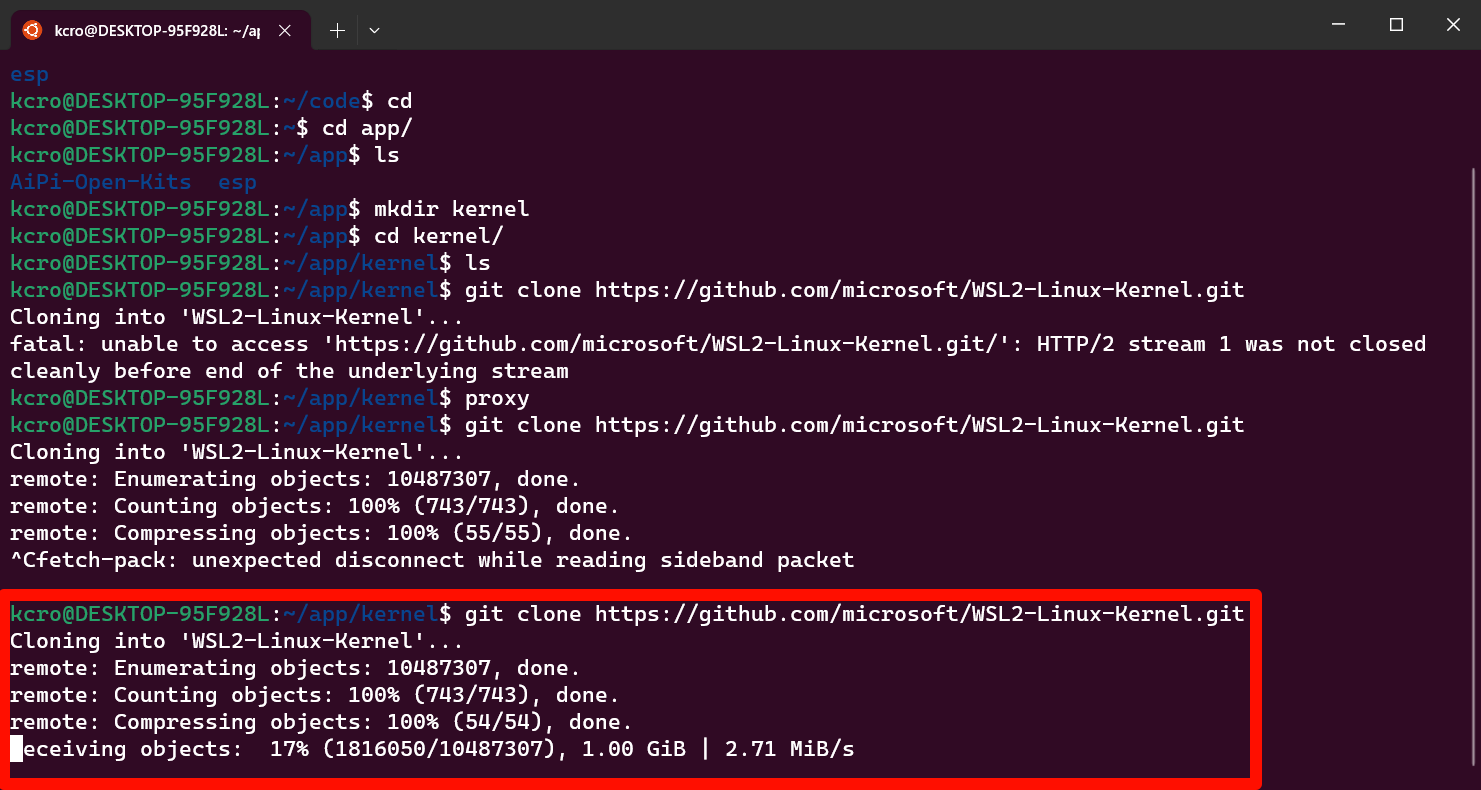 kcro@DESKTOP-95F928L: ~/ap
esp
kcro@DESKTOP-95F928L:~/code$ cd
kcro@DESKTOP-95F928L:~$ cd app/
kcro@DESKTOP-95F928L:~/app$ ls
AiPi-Open-Kits  esp
kcro@DESKTOP-95F928L:~/app$ mkdir kernel
kcro@DESKTOP-95F928L:~/app$ cd kernel/
kcro@DESKTOP-95F928L:~/app/kernel$ ls
kcro@DESKTOP-95F928L:~/app/kernel$ git clone https://github.com/microsoft/WSL2-Linux-Kernel.git
Cloning into 'WSL2-Linux-Kernel'...
fatal: unable to access 'https://github.com/microsoft/WSL2-Linux-Kernel.git/': HTTP/2 stream 1 was not closed
cleanly before end of the underlying stream
kcro@DESKTOP-95F928L:~/app/kernel$ proxy
kcro@DESKTOP-95F928L:~/app/kernel$ git clone https://github.com/microsoft/WSL2-Linux-Kernel.git
Cloning into 'WSL2-Linux-Kernel'...
remote: Enumerating objects: 10487307, done.
remote: Counting objects: 100% (743/743), done.
remote: Compressing objects: 100% (55/55), done.
^Cfetch-pack: unexpected disconnect while reading sideband packet
kcro@DESKTOP-95F928L:~/app/kernel$ git clone https://github.com/microsoft/WSL2-Linux-Kernel.git
Cloning into 'WSL2-Linux-Kernel'...
remote: Enumerating objects: 10487307, done.
remote: Counting objects: 100% (743/743), done.
remote: Compressing objects: 100% (54/54), done.
eceiving objects:  17% (1816050/10487307), 1.00 GiB | 2.71 MiB/s